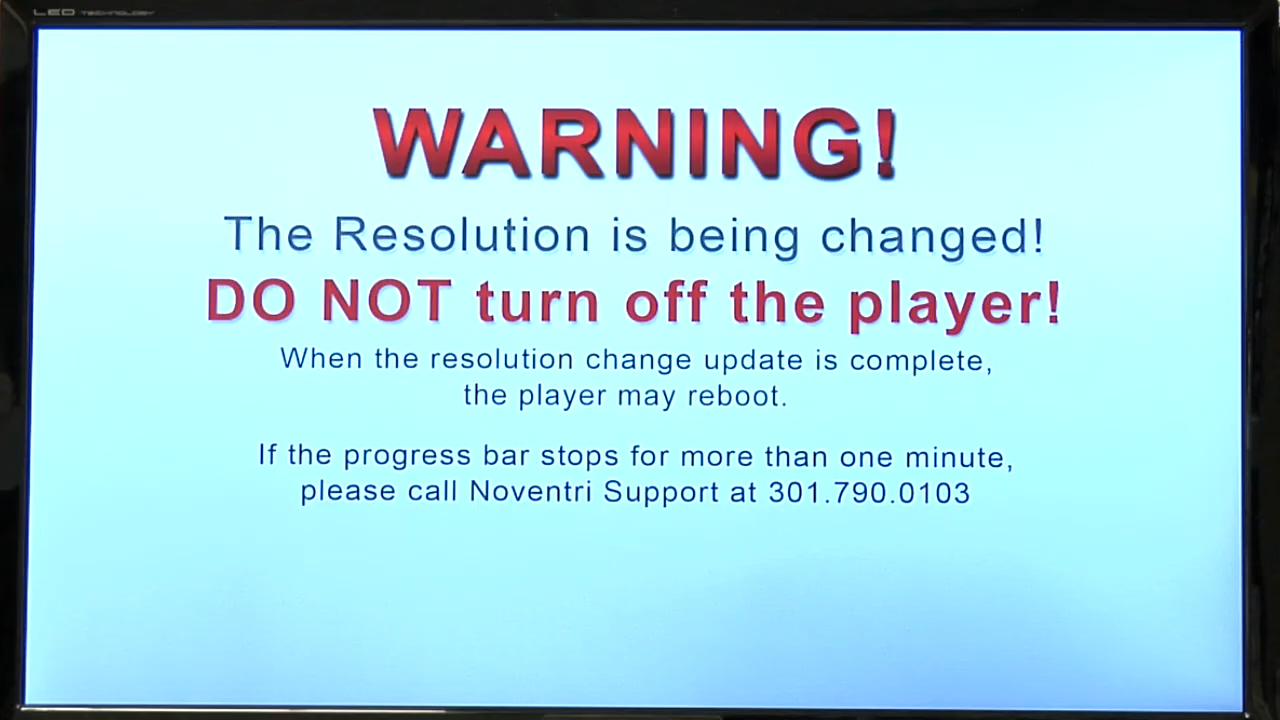 LED TECHNOLOGY
WARNING!
The Resolution is being changed!
DO NOT turn off the player!
When the resolution change update is complete,
the player may reboot.
If the progress bar stops for more than one minute,
please call Noventri Support at 301.790.0103